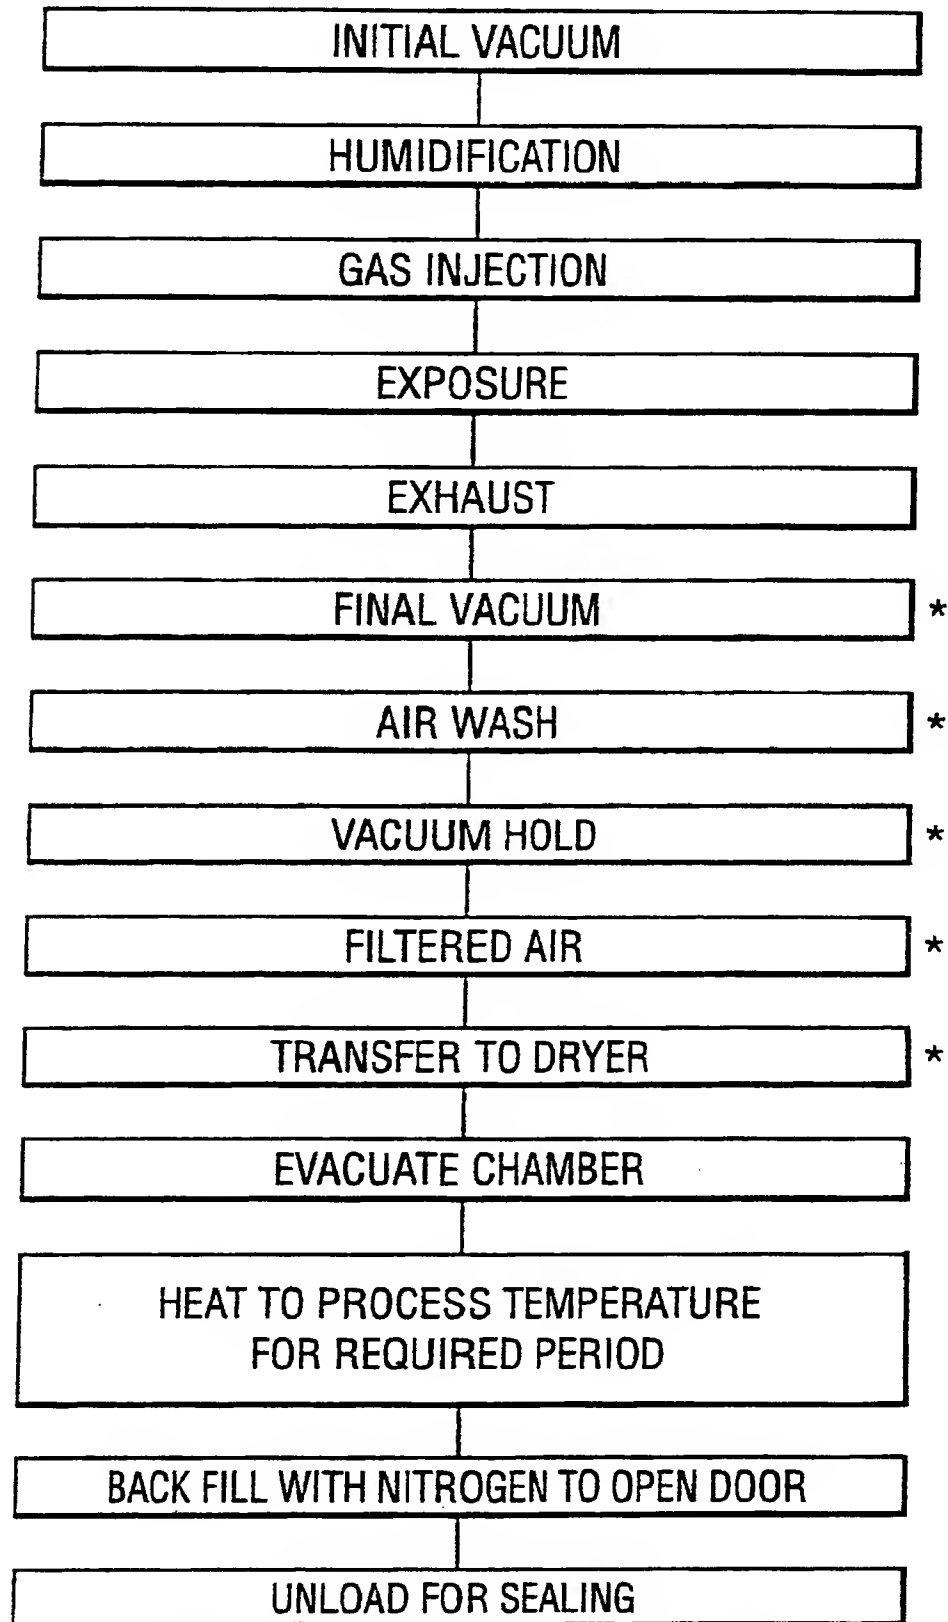 INITIAL VACUUM
HUMIDIFICATION
GAS INJECTION
EXPOSURE
EXHAUST
FINAL VACUUM *
AIR WASH *
VACUUM HOLD *
FILTERED AIR *
TRANSFER TO DRYER *
EVACUATE CHAMBER
HEAT TO PROCESS TEMPERATURE
FOR REQUIRED PERIOD
BACK FILL WITH NITROGEN TO OPEN DOOR
UNLOAD FOR SEALING